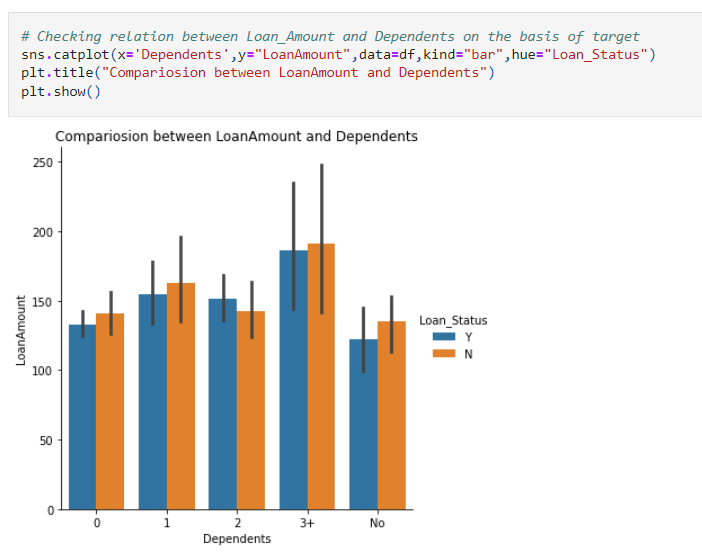 # Checking relation between Loan_Amount and Dependents on the basis of target
sns.catplot(x='Dependents',y="LoanAmount",data=df,kind="bar",hue="Loan_Status")
plt.title("Compariosion between LoanAmount and Dependents")
plt.show()
Compariosion between LoanAmount and Dependents
250
200
150
100
50
0
LoanAmount
0 1 2 3+ No
Dependents
Loan_Status
Y
N